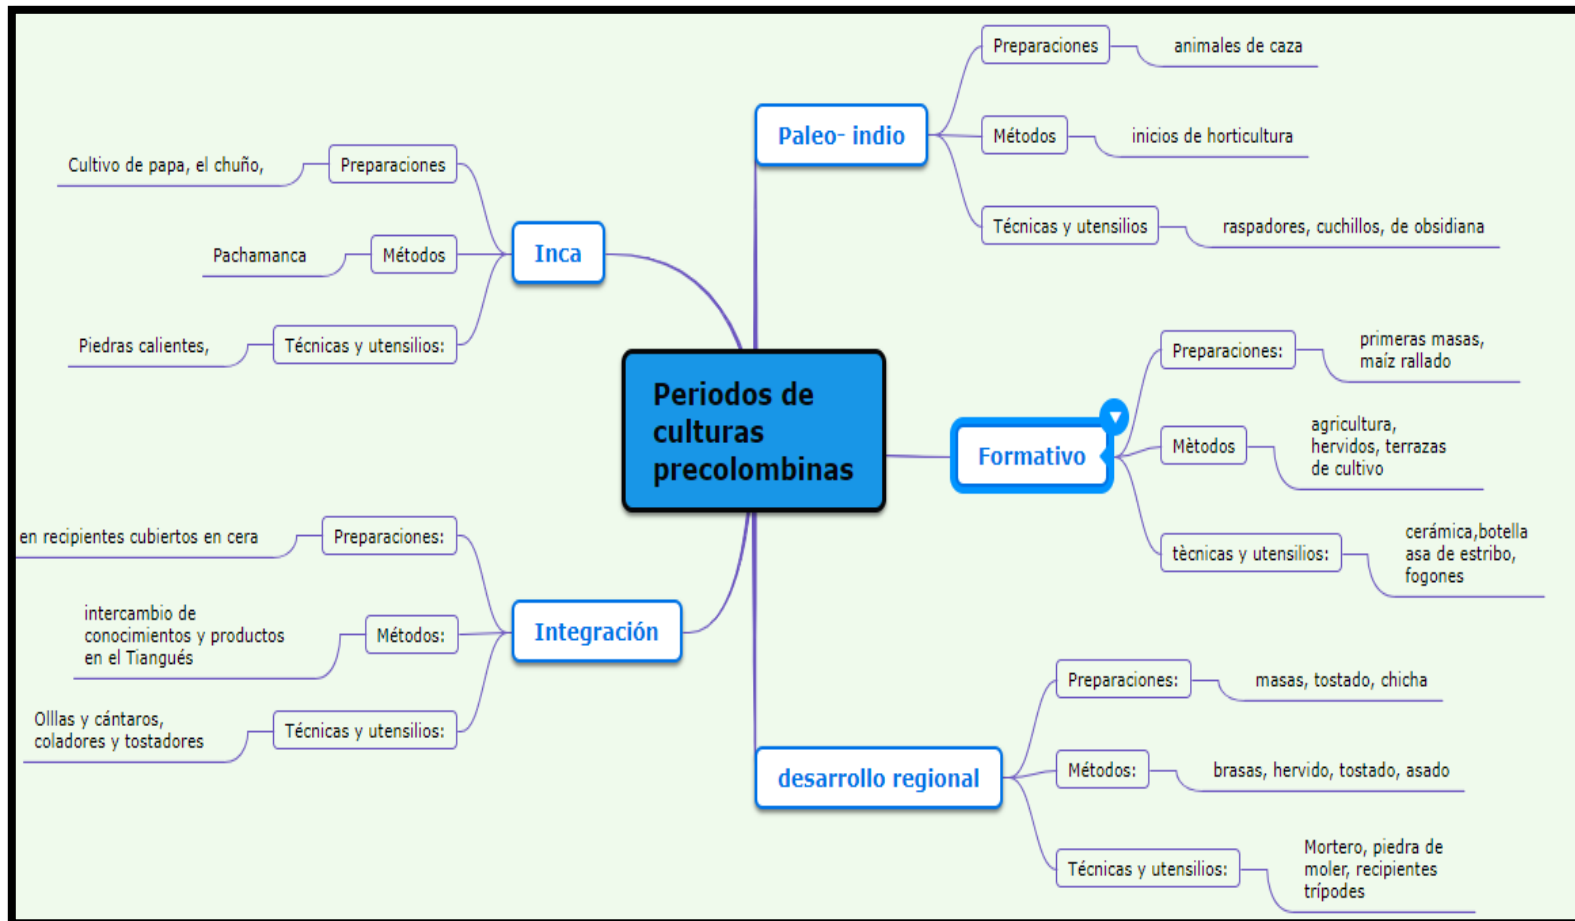 Periodos de
culturas
precolombinas
Paleo- indio
Preparaciones
animales de caza
Métodos
inicios de horticultura
Técnicas y utensilios
raspadores, cuchillos, de obsidiana
Formativo
Preparaciones:
primeras masas,
maíz rallado
Mètodos
agricultura,
hervidos, terrazas
de cultivo
tècnicas y utensilios:
cerámica,botella
asa de estribo,
fogones
desarrollo regional
Preparaciones:
masas, tostado, chicha
Métodos:
brasas, hervido, tostado, asado
Técnicas y utensilios:
Mortero, piedra de
moler, recipientes
trípodes
Integración
Preparaciones:
en recipientes cubiertos en cera
Métodos:
intercambio de
conocimientos y productos
en el Tiangués
Técnicas y utensilios:
Olllas y cántaros,
coladores y tostadores
Inca
Preparaciones
Cultivo de papa, el chuño,
Métodos
Pachamanca
Técnicas y utensilios:
Piedras calientes,